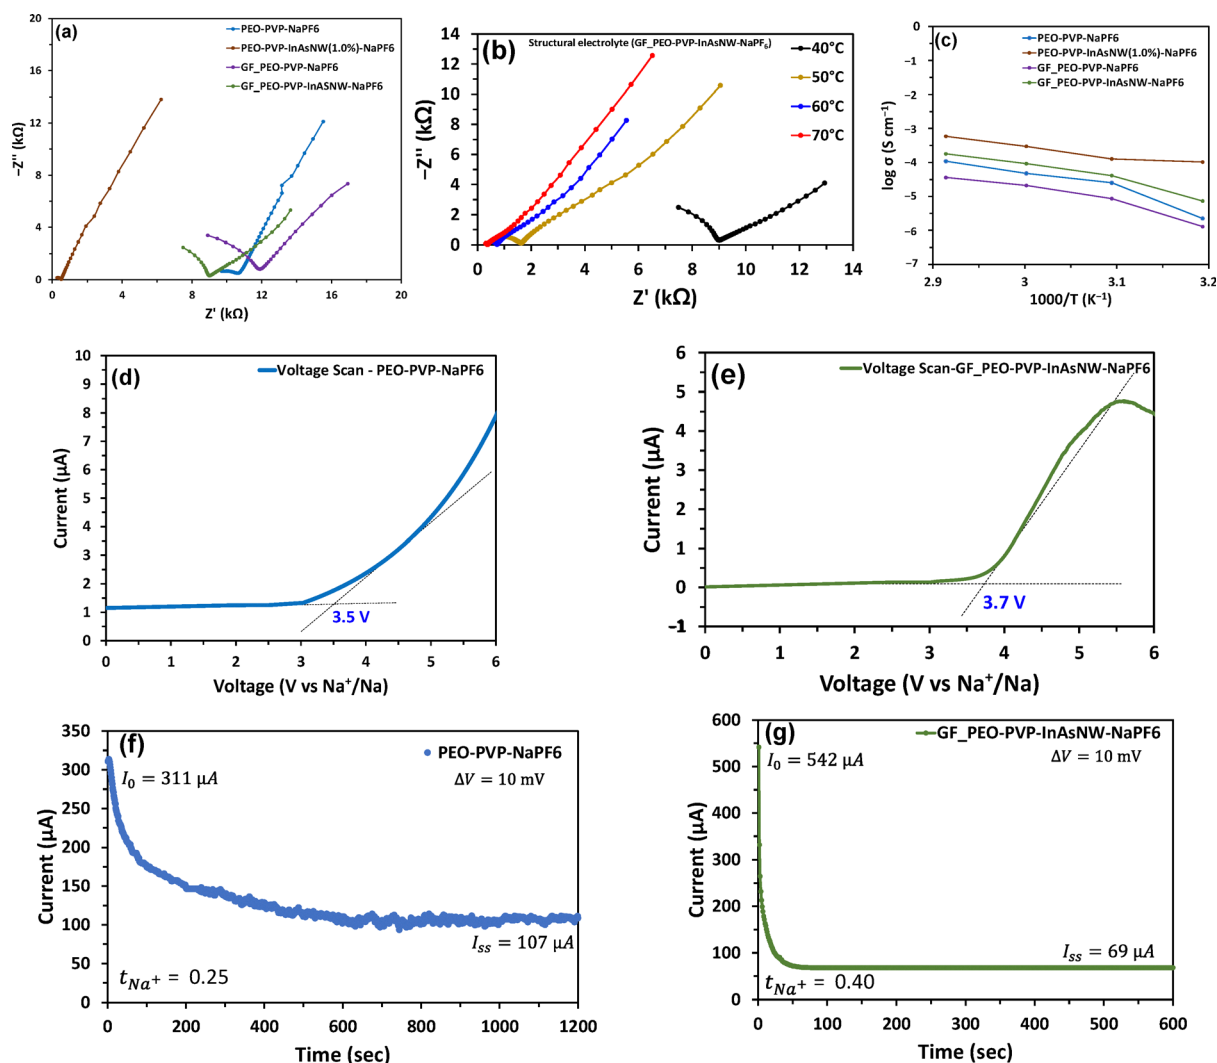 (a)
PEO-PVP-NaPF6
PEO-PVP-InAsNW(1.0%)-NaPF6
GF_PEO-PVP-NaPF6
GF_PEO-PVP-InASNW-NaPF6
20
16
12
8
4
0
0 4 8 12 16 20
−Z'' (kΩ)
Z' (kΩ)
(b)
Structural electrolyte (GF_PEO-PVP-InAsNW-NaPF₆)
40°C
50°C
60°C
70°C
14
12
10
8
6
4
2
0
0 2 4 6 8 10 12 14
−Z'' (kΩ)
Z' (kΩ)
(c)
PEO-PVP-NaPF6
PEO-PVP-InAsNW(1.0%)-NaPF6
GF_PEO-PVP-NaPF6
GF_PEO-PVP-InASNW-NaPF6
0
−1
−2
−3
−4
−5
−6
−7
2.9 3 3.1 3.2
log σ (S cm⁻¹)
1000/T (K⁻¹)
(d)
Voltage Scan - PEO-PVP-NaPF6
10
9
8
7
6
5
4
3
2
1
0
0 1 2 3 4 5 6
3.5 V
Current (μA)
Voltage (V vs Na⁺/Na)
(e)
Voltage Scan-GF_PEO-PVP-InAsNW-NaPF6
6
5
4
3
2
1
0
-1
0 1 2 3 4 5 6
3.7 V
Current (μA)
Voltage (V vs Na⁺/Na)
(f)
PEO-PVP-NaPF6
I₀ = 311 μA
ΔV = 10 mV
350
300
250
200
150
100
50
0
Iss = 107 μA
tNa⁺ = 0.25
0 200 400 600 800 1000 1200
Current (μA)
Time (sec)
(g)
GF_PEO-PVP-InAsNW-NaPF6
I₀ = 542 μA
ΔV = 10 mV
600
500
400
300
200
100
0
Iss = 69 μA
tNa⁺ = 0.40
0 100 200 300 400 500 600
Current (μA)
Time (sec)